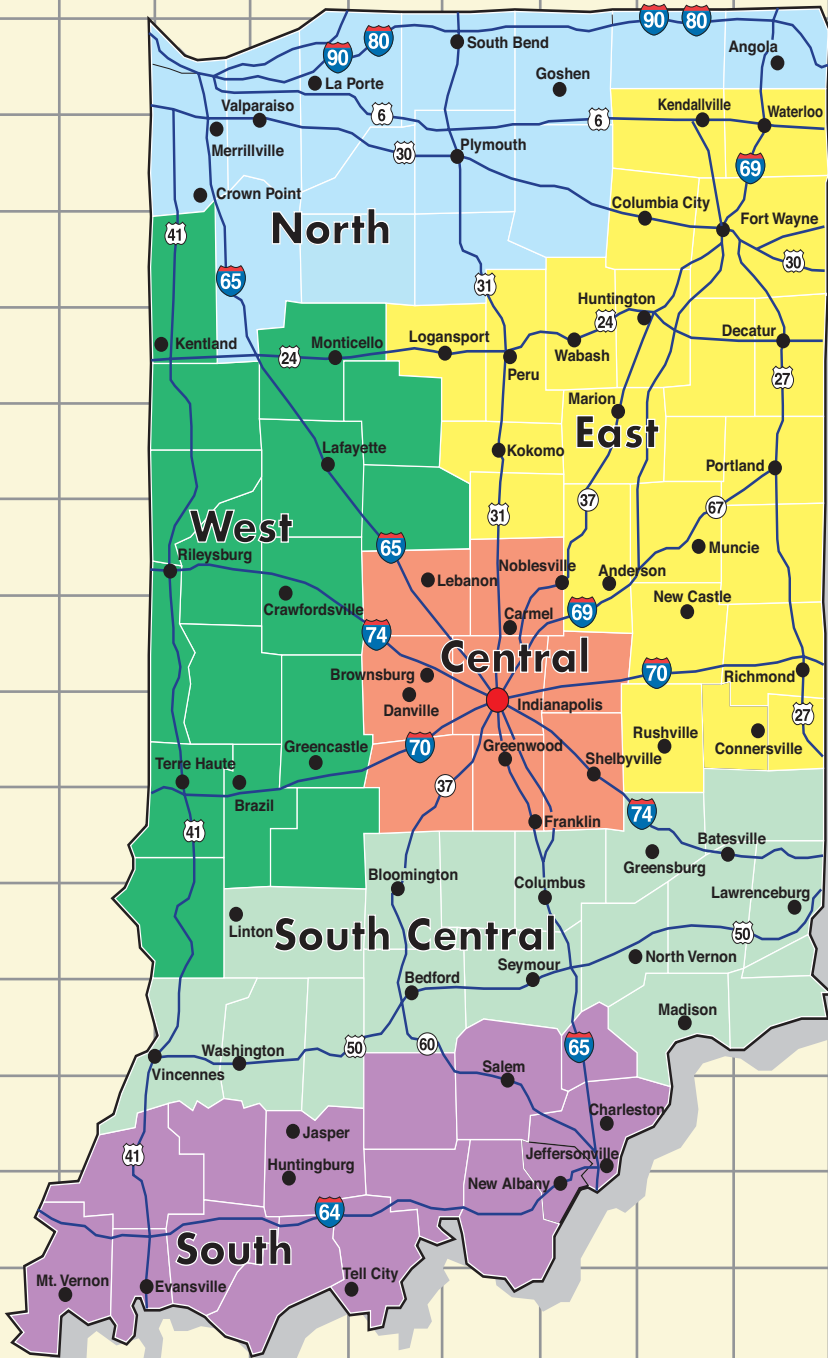 90
80
80
90
South Bend
Angola
Goshen
La Porte
Valparaiso
6
6
Kendallville
Waterloo
Merrillville
30
Plymouth
69
Crown Point
Columbia City
North
41
Fort Wayne
30
65
31
Huntington
24
Kentland
Monticello
Logansport
Decatur
24
Wabash
Peru
27
Marion
East
Lafayette
Kokomo
Portland
37
67
31
West
65
Rileysburg
Muncie
Noblesville
Lebanon
Anderson
Crawfordsville
69
New Castle
Carmel
74
Central
Brownsburg
70
Richmond
Danville
Indianapolis
27
Rushville
Connersville
Greencastle
70
Greenwood
Shelbyville
Terre Haute
37
Brazil
74
41
Franklin
Batesville
Greensburg
Bloomington
Columbus
Lawrenceburg
Linton
South Central
50
North Vernon
Seymour
Bedford
Madison
Washington
50
60
65
Vincennes
Salem
Charleston
Jasper
41
Jeffersonville
Huntingburg
New Albany
64
South
Mt. Vernon
Evansville
Tell City